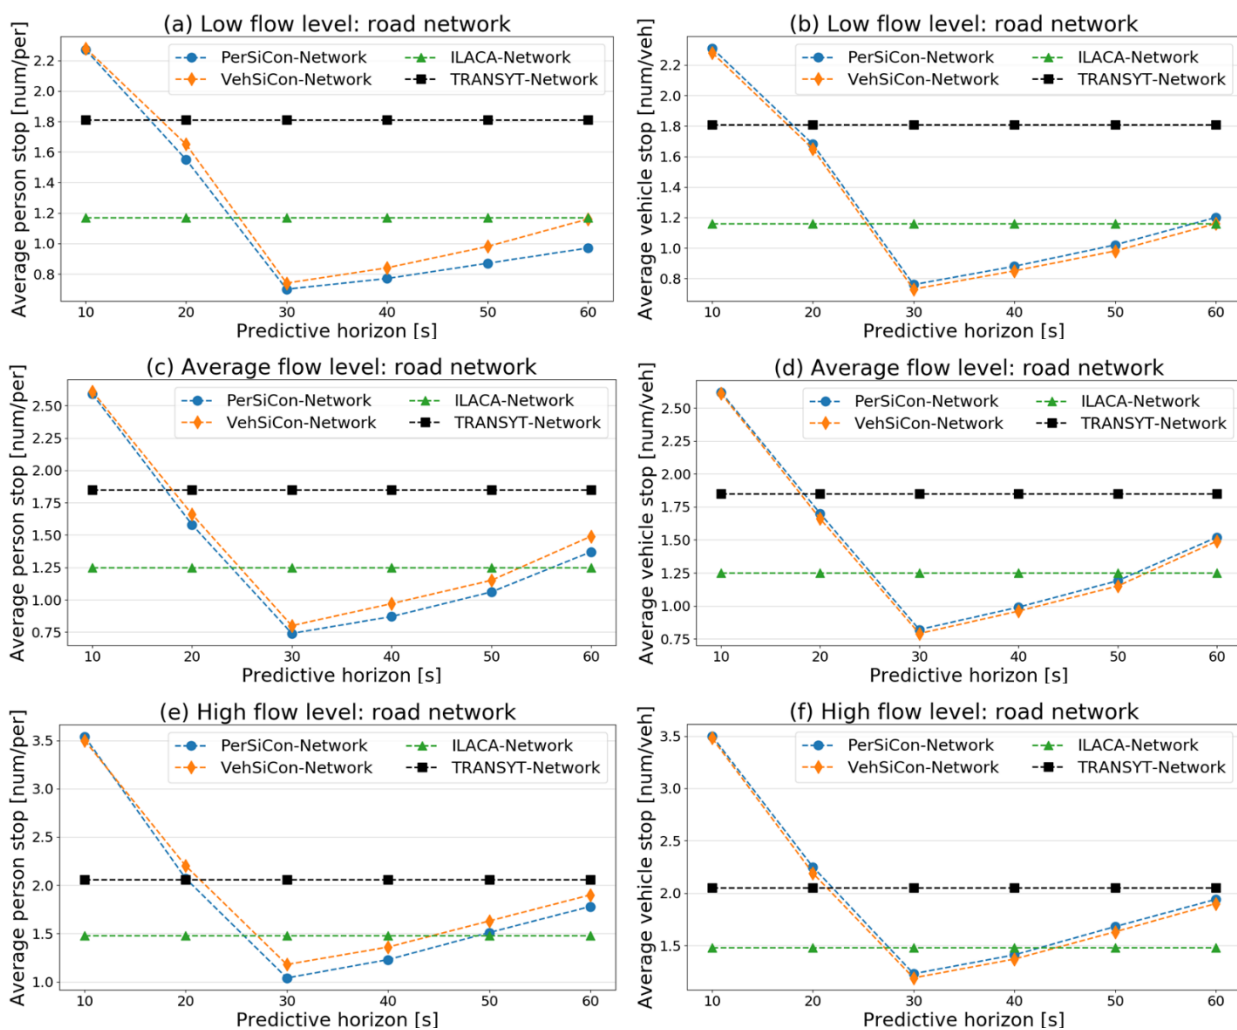 (a) Low flow level: road network
Average person stop [num/per]
2.2
2.0
1.8
1.6
1.4
1.2
1.0
0.8
PerSiCon-Network
VehSiCon-Network
ILACA-Network
TRANSYT-Network
10 20 30 40 50 60
Predictive horizon [s]
(b) Low flow level: road network
Average vehicle stop [num/veh]
2.2
2.0
1.8
1.6
1.4
1.2
1.0
0.8
PerSiCon-Network
VehSiCon-Network
ILACA-Network
TRANSYT-Network
10 20 30 40 50 60
Predictive horizon [s]
(c) Average flow level: road network
Average person stop [num/per]
2.50
2.25
2.00
1.75
1.50
1.25
1.00
0.75
PerSiCon-Network
VehSiCon-Network
ILACA-Network
TRANSYT-Network
10 20 30 40 50 60
Predictive horizon [s]
(d) Average flow level: road network
Average vehicle stop [num/veh]
2.50
2.25
2.00
1.75
1.50
1.25
1.00
0.75
PerSiCon-Network
VehSiCon-Network
ILACA-Network
TRANSYT-Network
10 20 30 40 50 60
Predictive horizon [s]
(e) High flow level: road network
Average person stop [num/per]
3.5
3.0
2.5
2.0
1.5
1.0
PerSiCon-Network
VehSiCon-Network
ILACA-Network
TRANSYT-Network
10 20 30 40 50 60
Predictive horizon [s]
(f) High flow level: road network
Average vehicle stop [num/veh]
3.5
3.0
2.5
2.0
1.5
PerSiCon-Network
VehSiCon-Network
ILACA-Network
TRANSYT-Network
10 20 30 40 50 60
Predictive horizon [s]